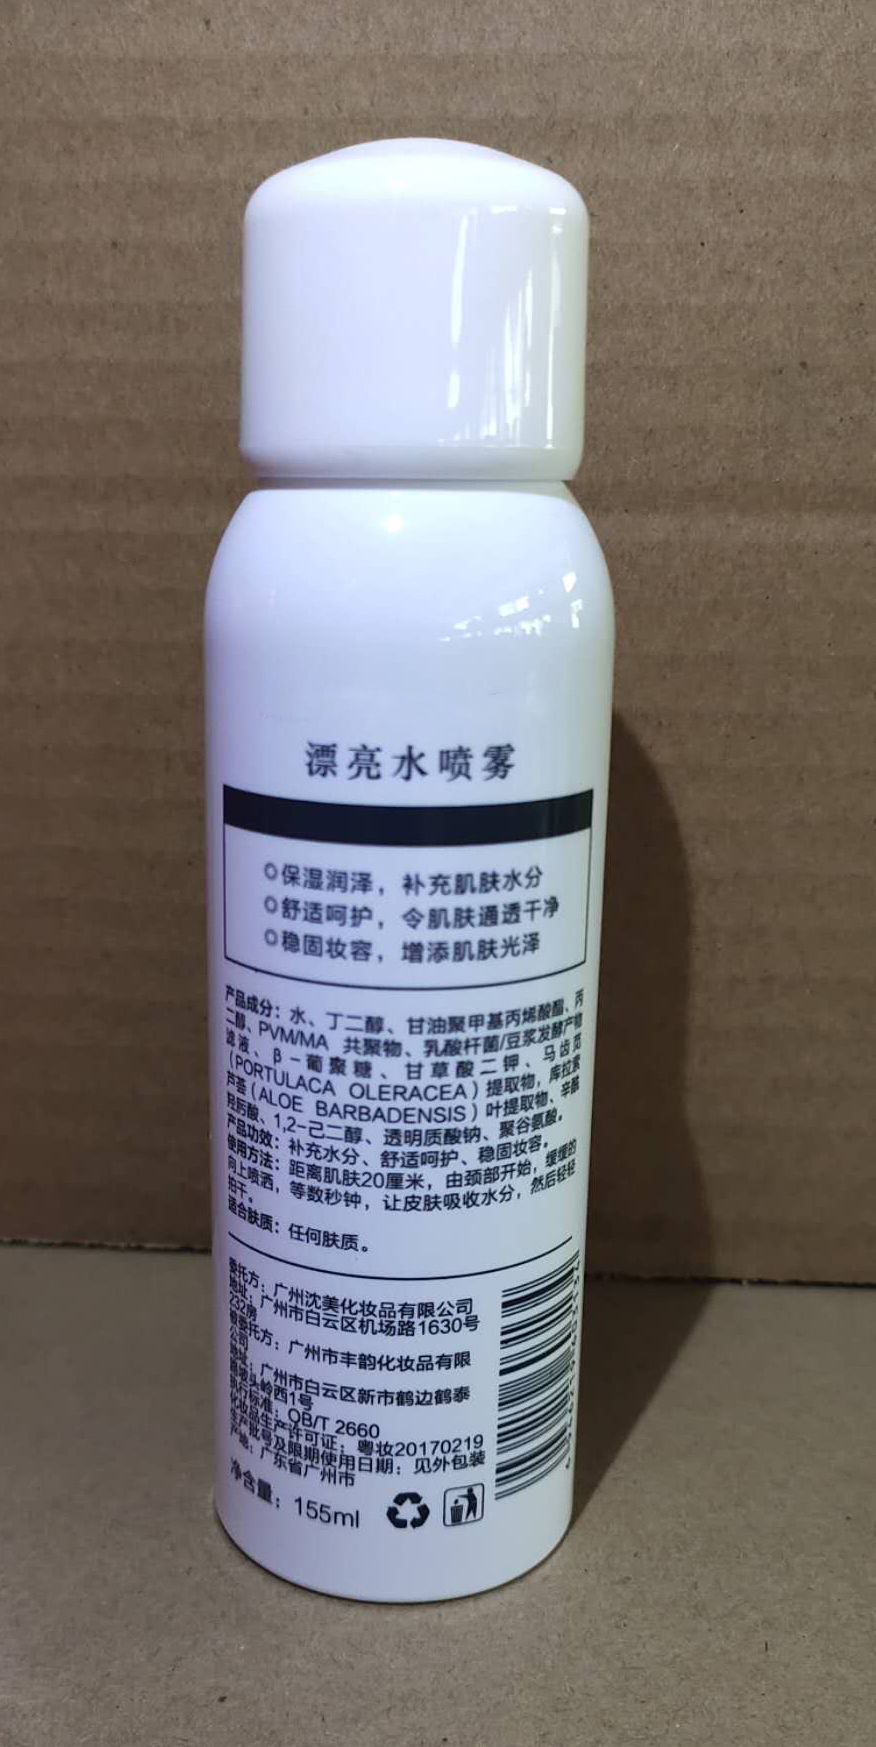 漂亮水喷雾
保湿润泽，补充肌肤水分
舒适呵护，令肌肤通透干净
稳固妆容，增添肌肤光泽
产品成分：水、丁二醇、甘油聚甲基丙烯酸酯、丙
二醇、PVM/MA 共聚物、乳酸杆菌/豆浆发酵产物
滤液、β-葡聚糖、甘草酸二钾、马齿苋
（PORTULACA OLERACEA）提取物，库拉索
芦荟（ALOE BARBADENSIS）叶提取物、辛酰
羟肟酸、1,2-己二醇、透明质酸钠、聚谷氨酸。
产品功效：补充水分、舒适呵护、稳固妆容。
使用方法：距离肌肤20厘米，由颈部开始，缓缓的
向上喷洒，等数秒钟，让皮肤吸收水分，然后轻轻
拍干。
适合肤质：任何肤质。
委托方：广州沈美化妆品有限公司
地址：广州市白云区机场路1630号
232房
被委托方：广州市丰韵化妆品有限
公司
地址：广州市白云区新市鹤边鹤泰
头岭西1号
执行标准：QB/T 2660
化妆品生产许可证：粤妆20170219
生产批号及限期使用日期：见外包装
产地：广东省广州市
净含量：155ml